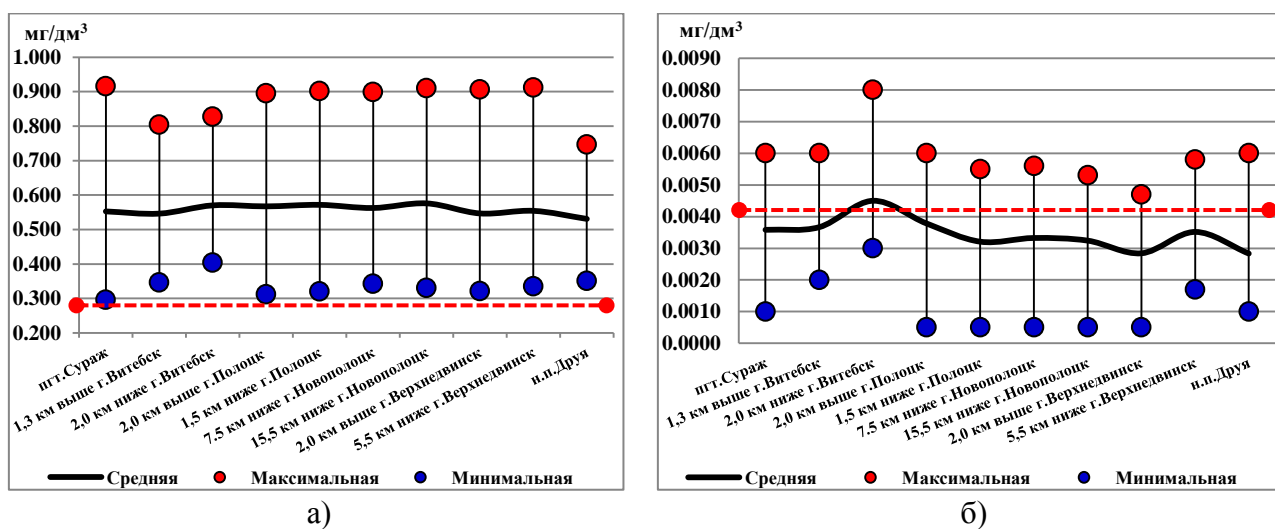 мг/дм3
1.000
0.900
0.800
0.700
0.600
0.500
0.400
0.300
0.200
пгт.Сураж
1,3 км выше г.Витебск
2,0 км ниже г.Витебск
2,0 км выше г.Полоцк
1,5 км ниже г.Полоцк
7.5 км ниже г.Новополоцк
15,5 км ниже г.Новополоцк
2,0 км выше г.Верхнедвинск
5,5 км ниже г.Верхнедвинск
н.п.Друя
Средняя Максимальная Минимальная
а)
мг/дм3
0.0090
0.0080
0.0070
0.0060
0.0050
0.0040
0.0030
0.0020
0.0010
0.0000
пгт.Сураж
1,3 км выше г.Витебск
2,0 км ниже г.Витебск
2,0 км выше г.Полоцк
1,5 км ниже г.Полоцк
7.5 км ниже г.Новополоцк
15,5 км ниже г.Новополоцк
2,0 км выше г.Верхнедвинск
5,5 км ниже г.Верхнедвинск
н.п.Друя
Средняя Максимальная Минимальная
б)